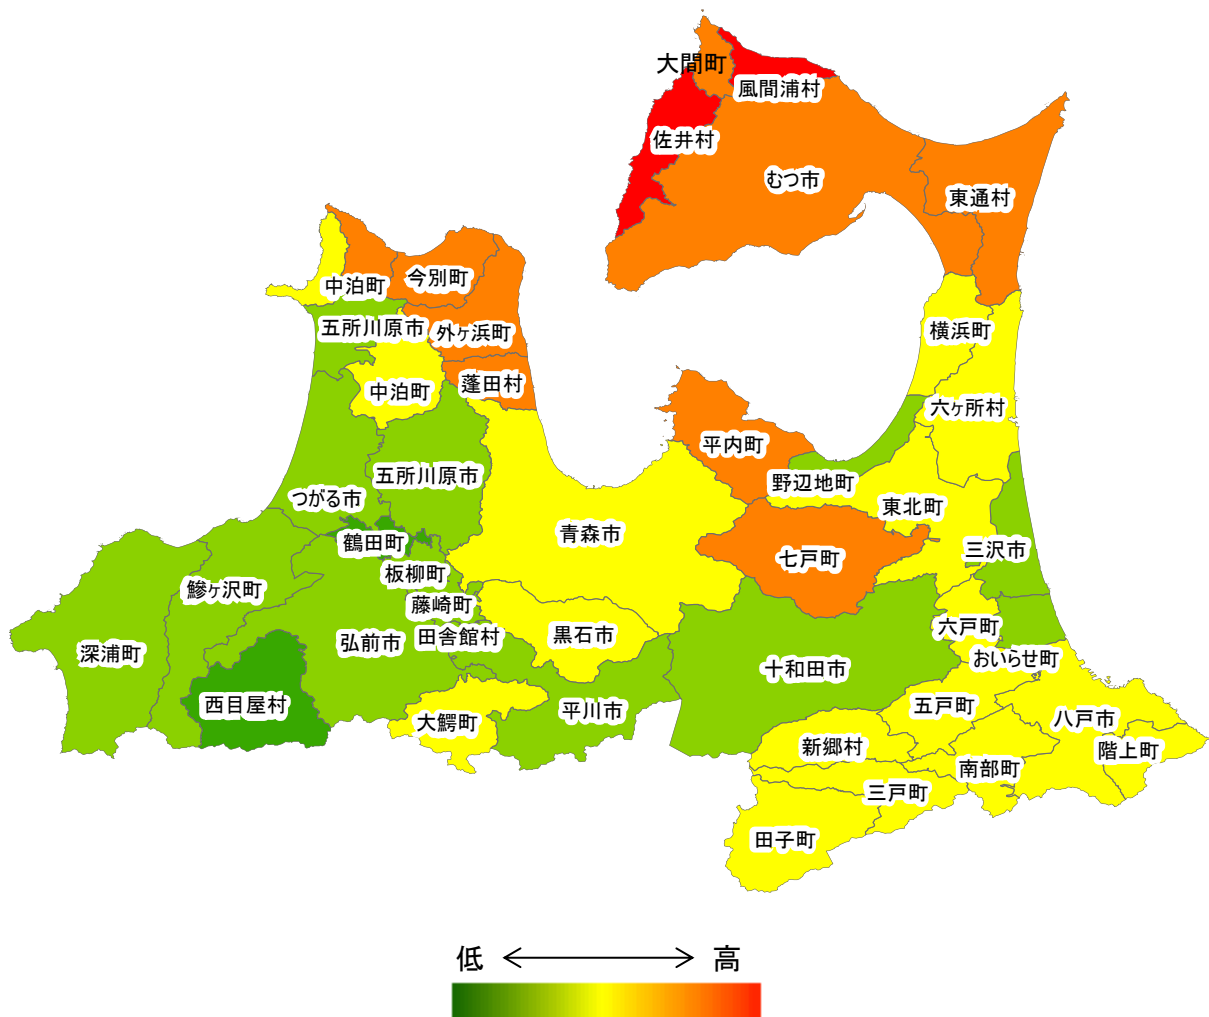 大間町
風間浦村
佐井村
むつ市
東通村
中泊町
今別町
五所川原市
外ヶ浜町
横浜町
中泊町
蓬田村
六ヶ所村
平内町
五所川原市
野辺地町
つがる市
東北町
青森市
鶴田町
三沢市
七戸町
板柳町
鰺ヶ沢町
藤崎町
六戸町
黒石市
田舎館村
弘前市
深浦町
おいらせ町
十和田市
西目屋村
五戸町
平川市
八戸市
大鰐町
新郷村
階上町
南部町
三戸町
田子町
低
高